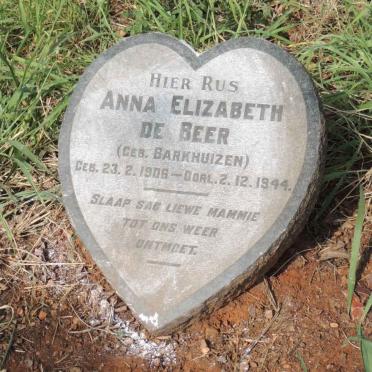 HIER RUS
ANNA ELIZABETH
DE BEER
(GEB. BARKHUIZEN)
GEB. 23. 2. 1906 — OORL. 2. 12. 1944.
SLAAP SAG LIEWE MAMMIE
TOT ONS WEER
ONTMOET.